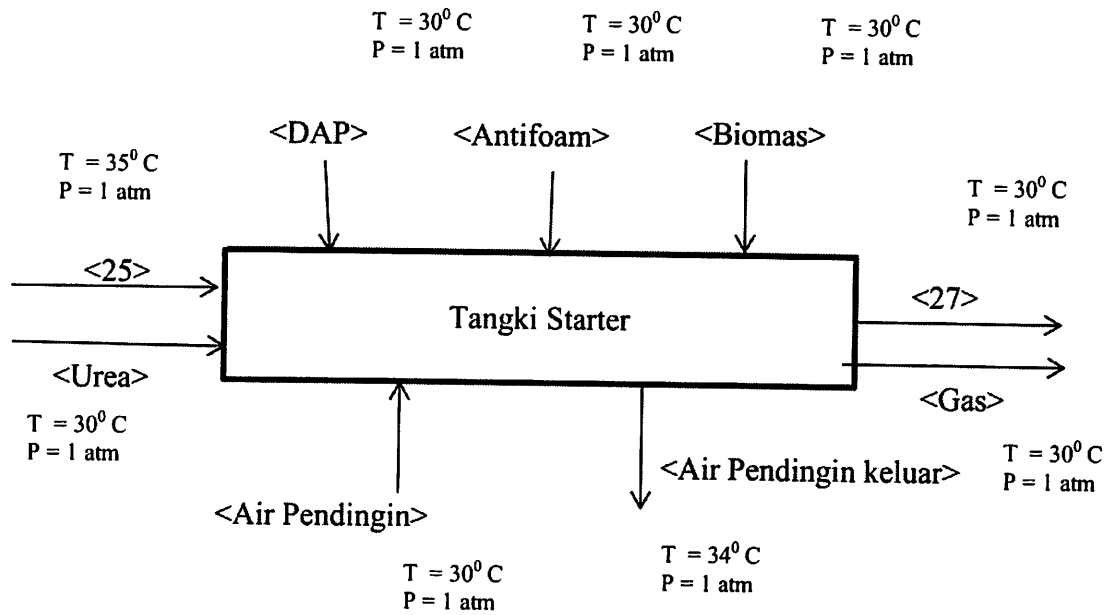 T = 30⁰ C
P = 1 atm
T = 30⁰ C
P = 1 atm
T = 30⁰ C
P = 1 atm
<DAP>
<Antifoam>
<Biomas>
T = 35⁰ C
P = 1 atm
T = 30⁰ C
P = 1 atm
<25>
Tangki Starter
<27>
<Urea>
<Gas>
T = 30⁰ C
P = 1 atm
<Air Pendingin keluar>
T = 30⁰ C
P = 1 atm
<Air Pendingin>
T = 30⁰ C
P = 1 atm
T = 34⁰ C
P = 1 atm